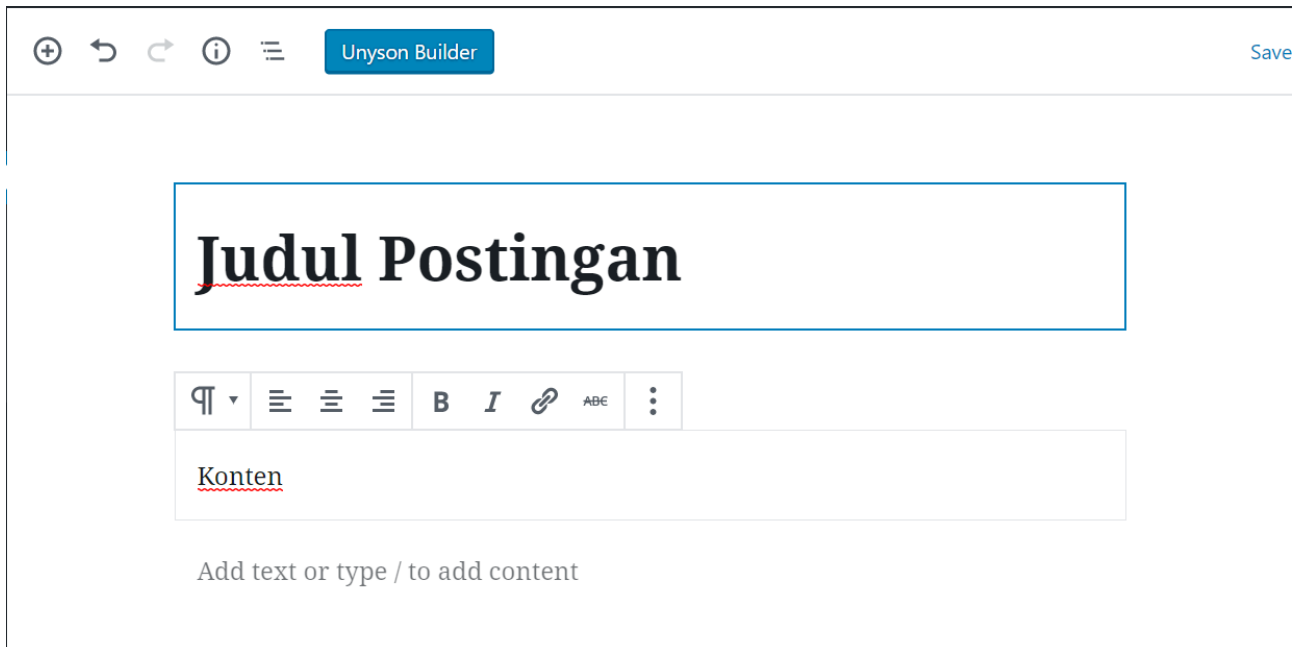 Unyson Builder
Save
Judul Postingan
B I ABC
Konten
Add text or type / to add content